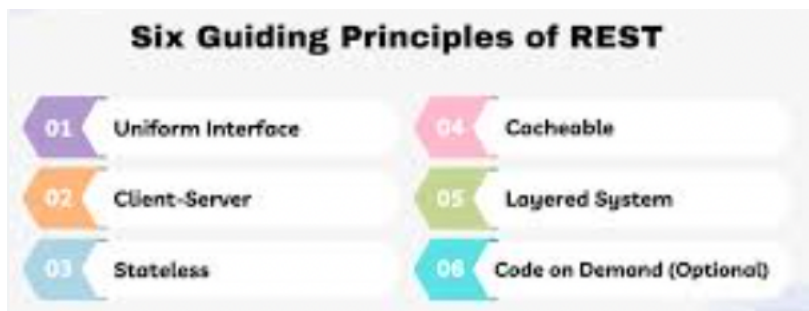 Six Guiding Principles of REST
01 Uniform Interface
02 Client-Server
03 Stateless
04 Cacheable
05 Layered System
06 Code on Demand (Optional)